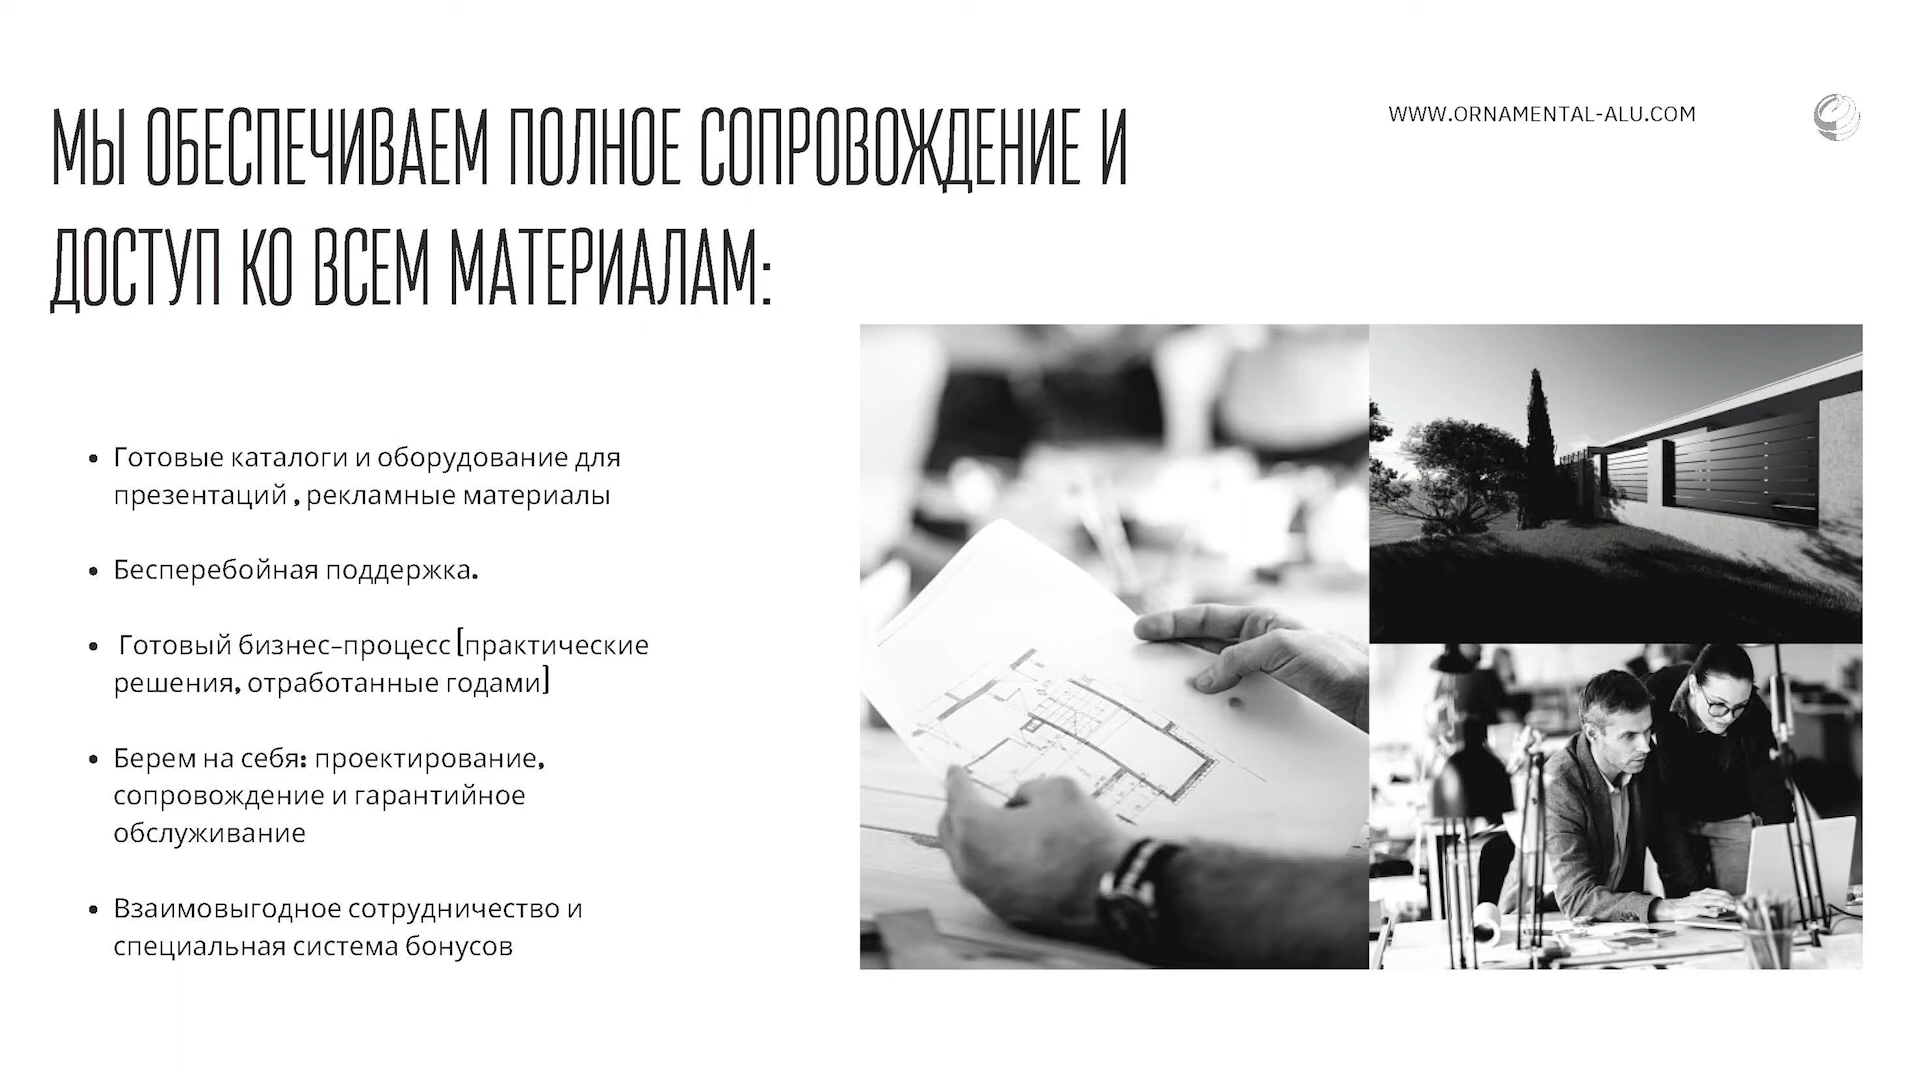 МЫ ОБЕСПЕЧИВАЕМ ПОЛНОЕ СОПРОВОЖДЕНИЕ И
ДОСТУП КО ВСЕМ МАТЕРИАЛАМ:
WWW.ORNAMENTAL-ALU.COM
• Готовые каталоги и оборудование для
презентаций , рекламные материалы
• Бесперебойная поддержка.
• Готовый бизнес-процесс (практические
решения, отработанные годами)
• Берем на себя: проектирование,
сопровождение и гарантийное
обслуживание
• Взаимовыгодное сотрудничество и
специальная система бонусов